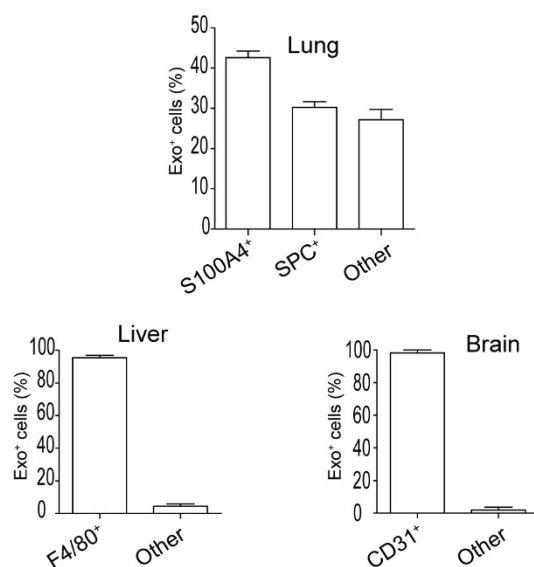 Lung
Exo⁺ cells (%)
50
40
30
20
10
0
S100A4⁺
SPC⁺
Other
Liver
Exo⁺ cells (%)
100
80
60
40
20
0
F4/80⁺
Other
Brain
Exo⁺ cells (%)
100
80
60
40
20
0
CD31⁺
Other